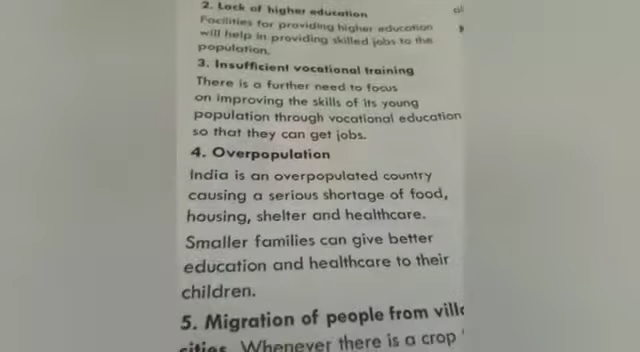 2. Lack of higher education
Facilities for providing higher education
will help in providing skilled jobs to the
population.
3. Insufficient vocational training
There is a further need to focus
on improving the skills of its young
population through vocational education
so that they can get jobs.
4. Overpopulation
India is an overpopulated country
causing a serious shortage of food,
housing, shelter and healthcare.
Smaller families can give better
education and healthcare to their
children.
5. Migration of people from
cities. Whenever there is a crop